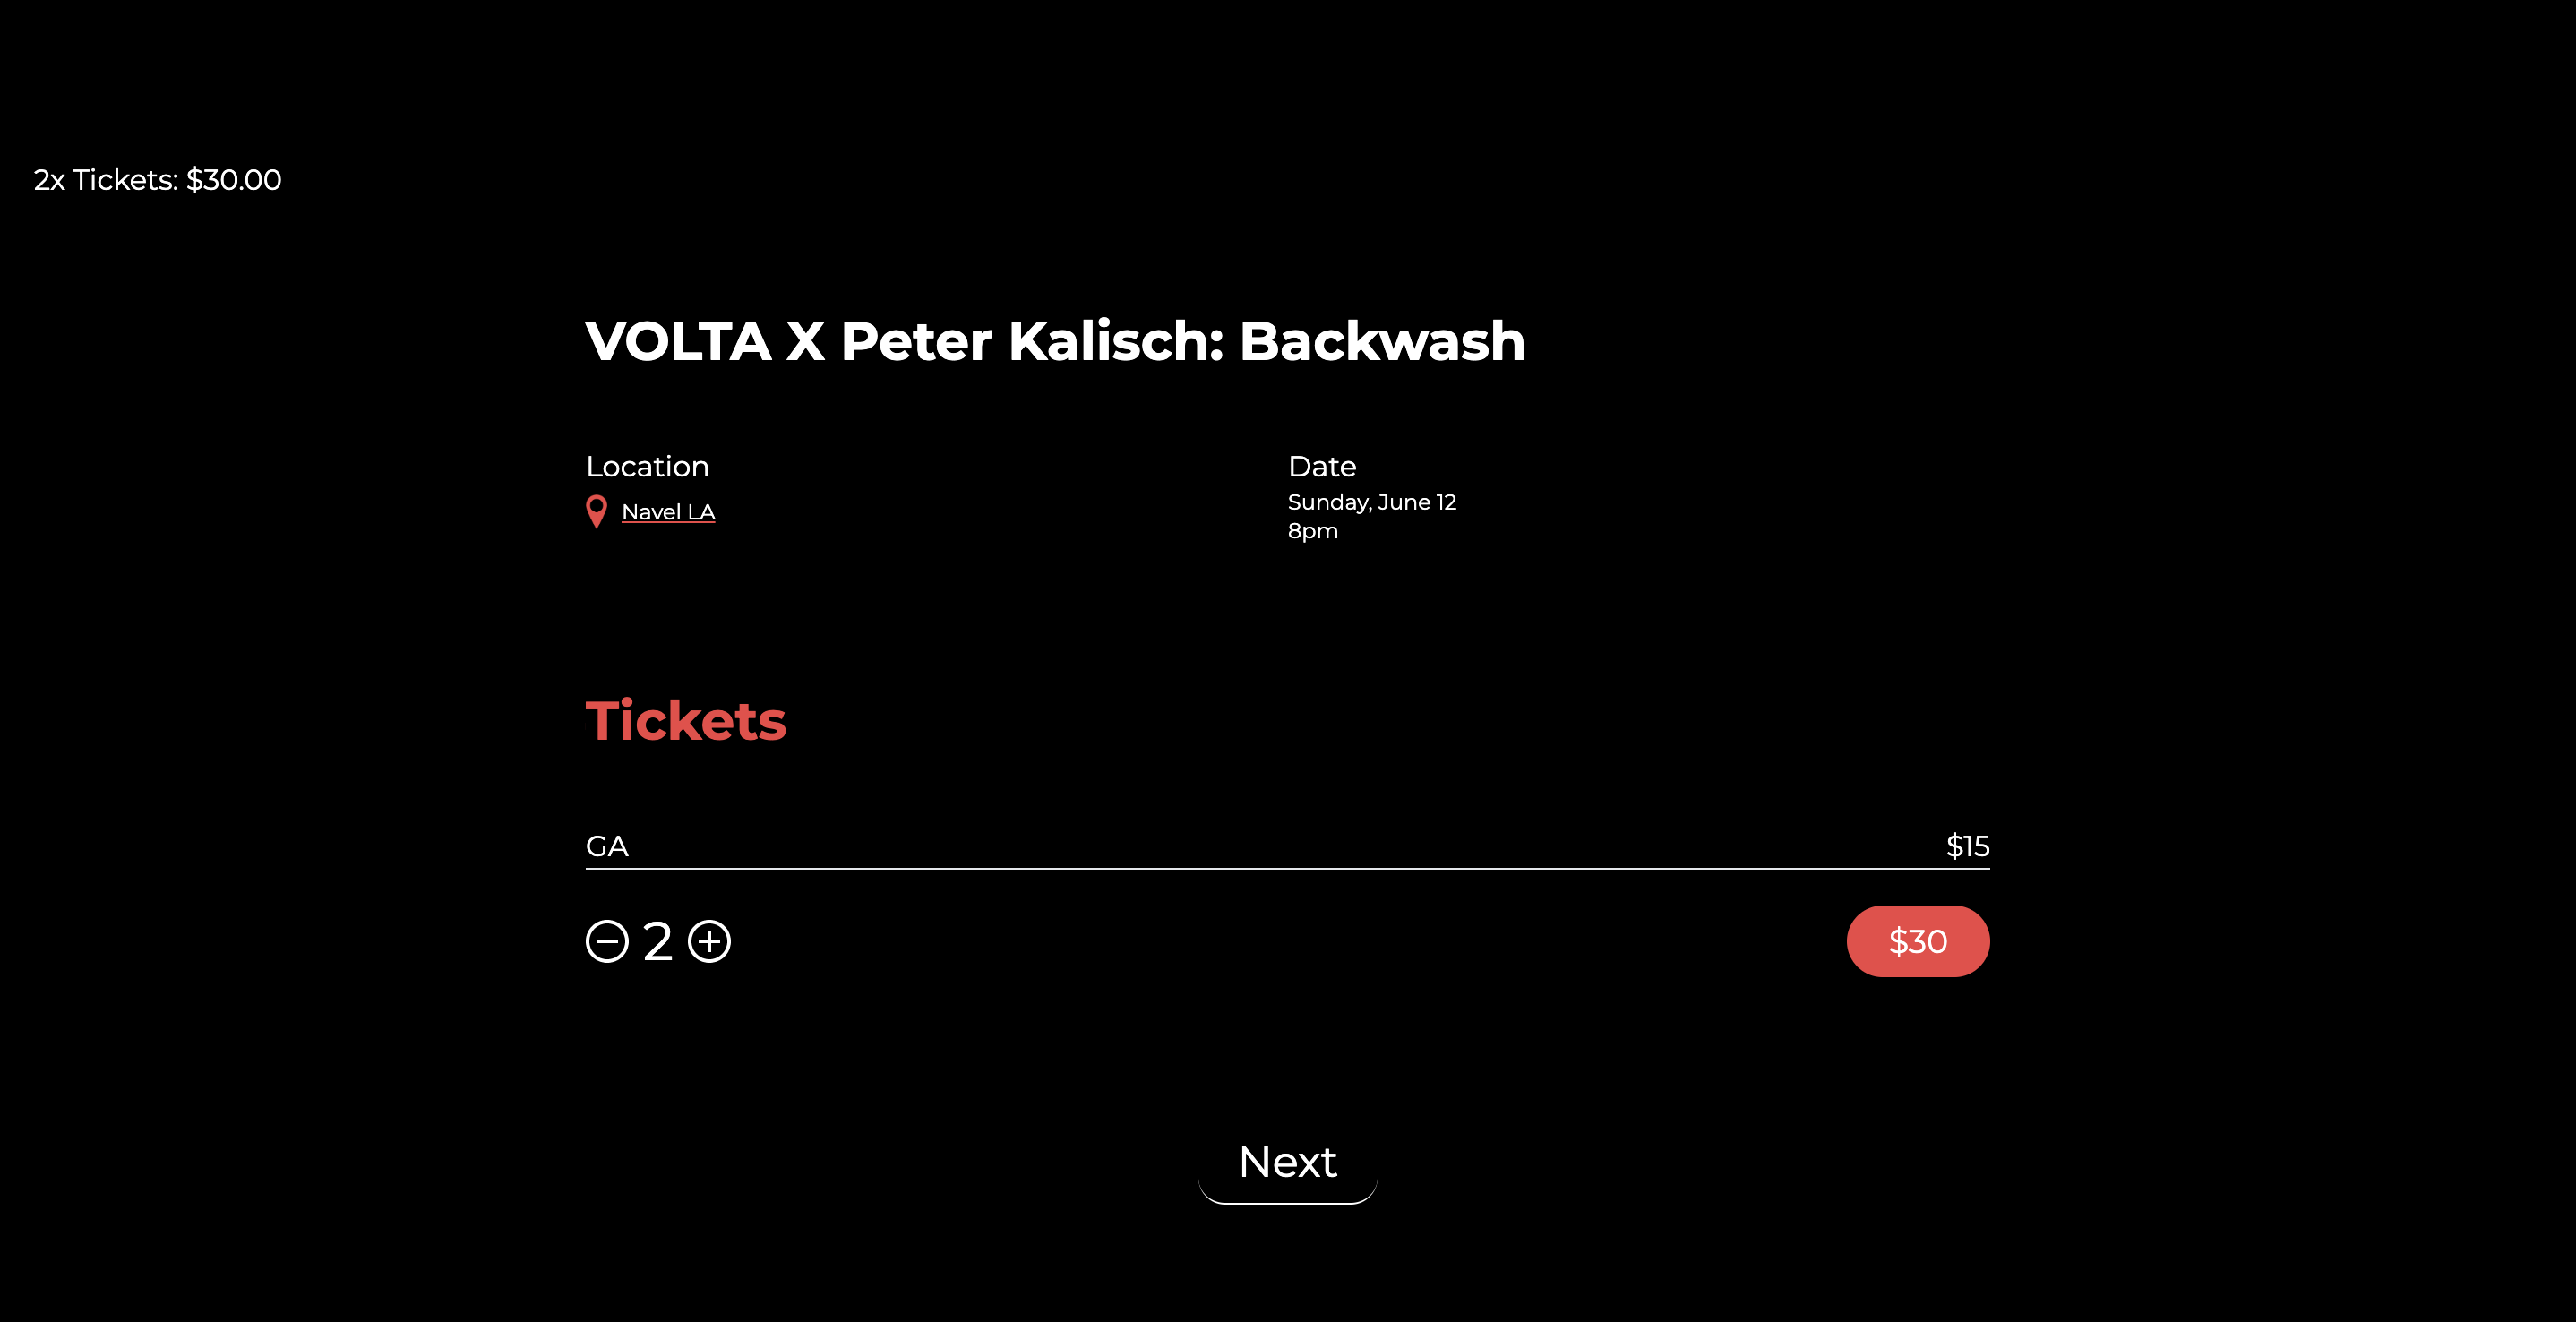 2x Tickets: $30.00
VOLTA X Peter Kalisch: Backwash
Location
Navel LA
Date
Sunday, June 12
8pm
Tickets
GA
$15
2
$30
Next